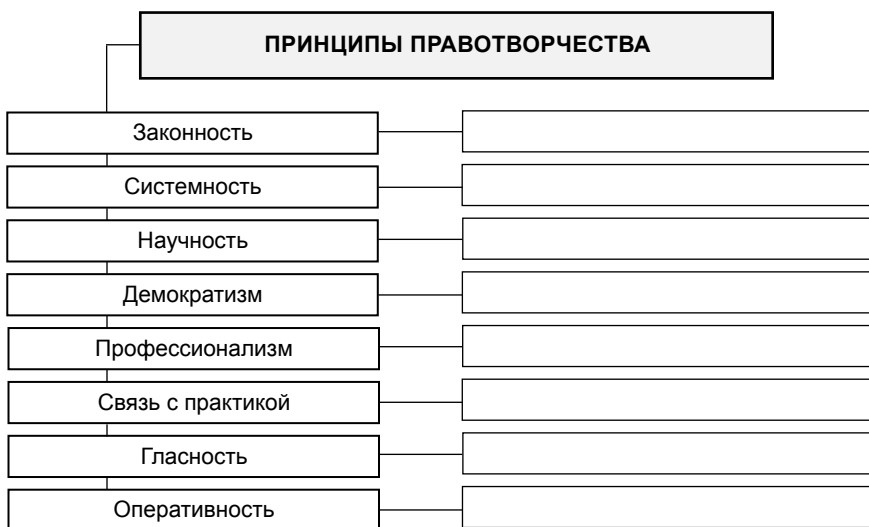 ПРИНЦИПЫ ПРАВОТВОРЧЕСТВА
Законность
Системность
Научность
Демократизм
Профессионализм
Связь с практикой
Гласность
Оперативность